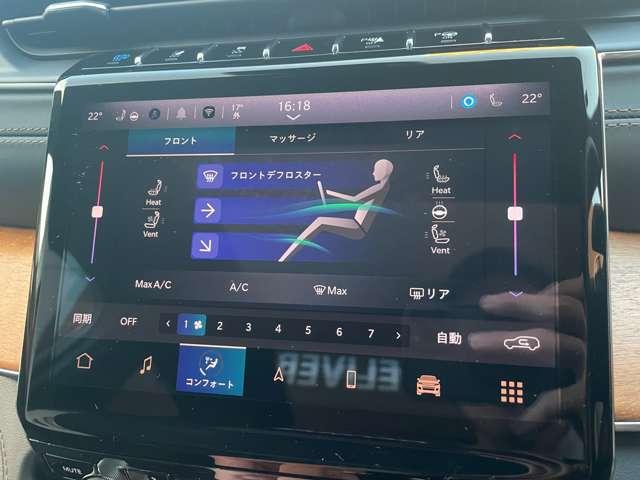 22° 17° 外 16:18 22°
フロント マッサージ リア
フロントデフロスター
Heat Heat
Vent Vent
Max A/C A/C Max リア
同期 OFF < 1 2 3 4 5 6 7 > 自動
コンフォート
MUTE